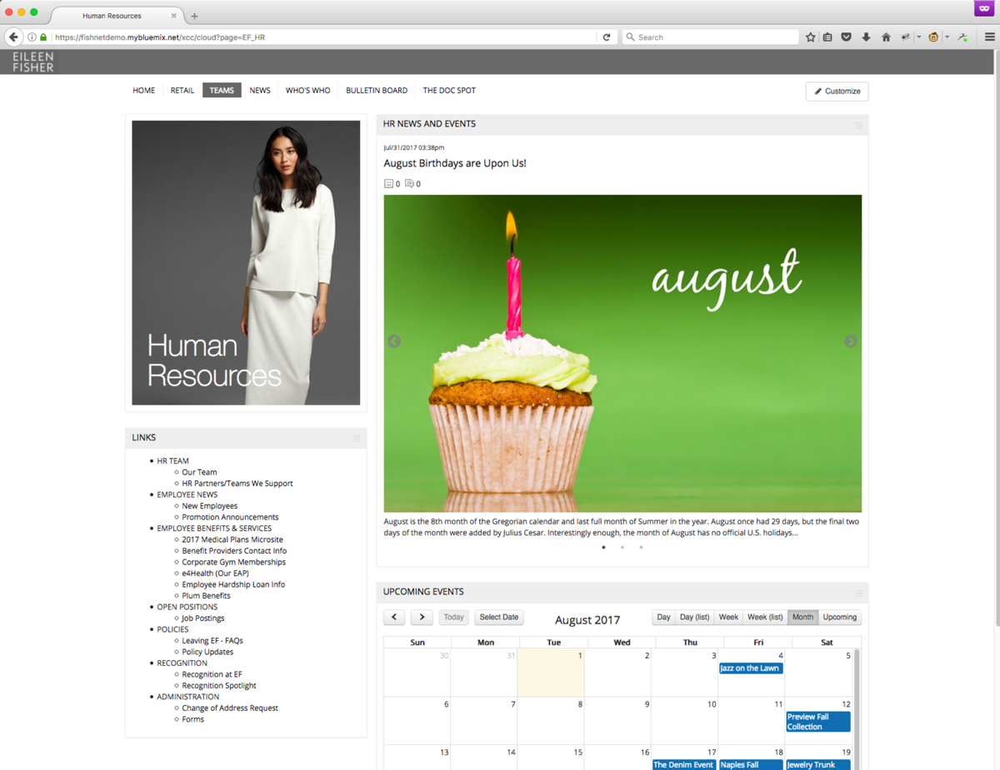 Human Resources
https://fishnetdemo.mybluemix.net/xcc/cloud?page=EF_HR
Search
EILEEN
FISHER
HOME
RETAIL
TEAMS
NEWS
WHO'S WHO
BULLETIN BOARD
THE DOC SPOT
Customize
Human
Resources
LINKS
HR TEAM
Our Team
HR Partners/Teams We Support
EMPLOYEE NEWS
New Employees
Promotion Announcements
EMPLOYEE BENEFITS & SERVICES
2017 Medical Plans Microsite
Benefit Providers Contact Info
Corporate Gym Memberships
e4Health (Our EAP)
Employee Hardship Loan Info
Plum Benefits
OPEN POSITIONS
Job Postings
POLICIES
Leaving EF - FAQs
Policy Updates
RECOGNITION
Recognition at EF
Recognition Spotlight
ADMINISTRATION
Change of Address Request
Forms
HR NEWS AND EVENTS
Jul/31/2017 03:38pm
August Birthdays are Upon Us!
0 0
august
August is the 8th month of the Gregorian calendar and last full month of Summer in the year. August once had 29 days, but the final two
days of the month were added by Julius Cesar. Interestingly enough, the month of August has no official U.S. holidays...
UPCOMING EVENTS
Today
Select Date
August 2017
Day
Day (list)
Week
Week (list)
Month
Upcoming
Sun Mon Tue Wed Thu Fri Sat
30 31 1 2 3 4 5
Jazz on the Lawn
6 7 8 9 10 11 12
Preview Fall
Collection
13 14 15 16 17 18 19
The Denim Event
Naples Fall
Jewelry Trunk